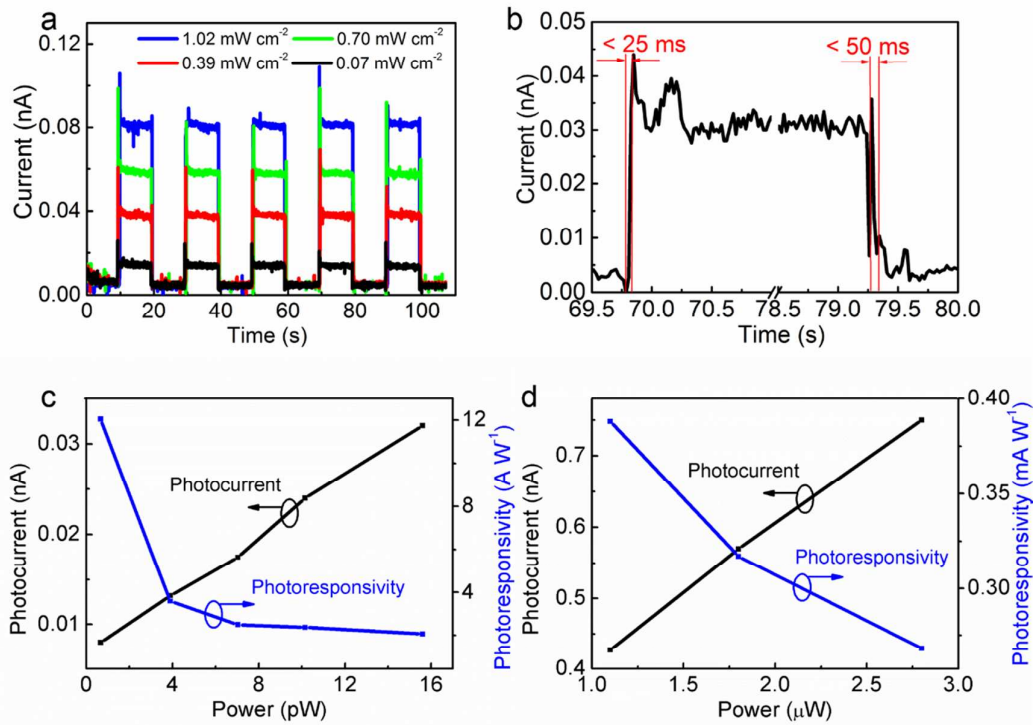 a
1.02 mW cm-2 0.70 mW cm-2
0.39 mW cm-2 0.07 mW cm-2
0.12
0.08
0.04
0.00
Current (nA)
0 20 40 60 80 100
Time (s)
b
< 25 ms < 50 ms
0.05
0.04
0.03
0.02
0.01
0.00
Current (nA)
69.5 70.0 70.5 78.5 79.0 79.5 80.0
Time (s)
c
0.03
0.02
0.01
Photocurrent (nA)
Photocurrent
Photoresponsivity
12
8
4
Photoresponsivity (A W-1)
0 4 8 12 16
Power (pW)
d
0.8
0.7
0.6
0.5
0.4
Photocurrent (nA)
Photocurrent
Photoresponsivity
0.40
0.35
0.30
Photoresponsivity (mA W-1)
1.0 1.5 2.0 2.5 3.0
Power (μW)